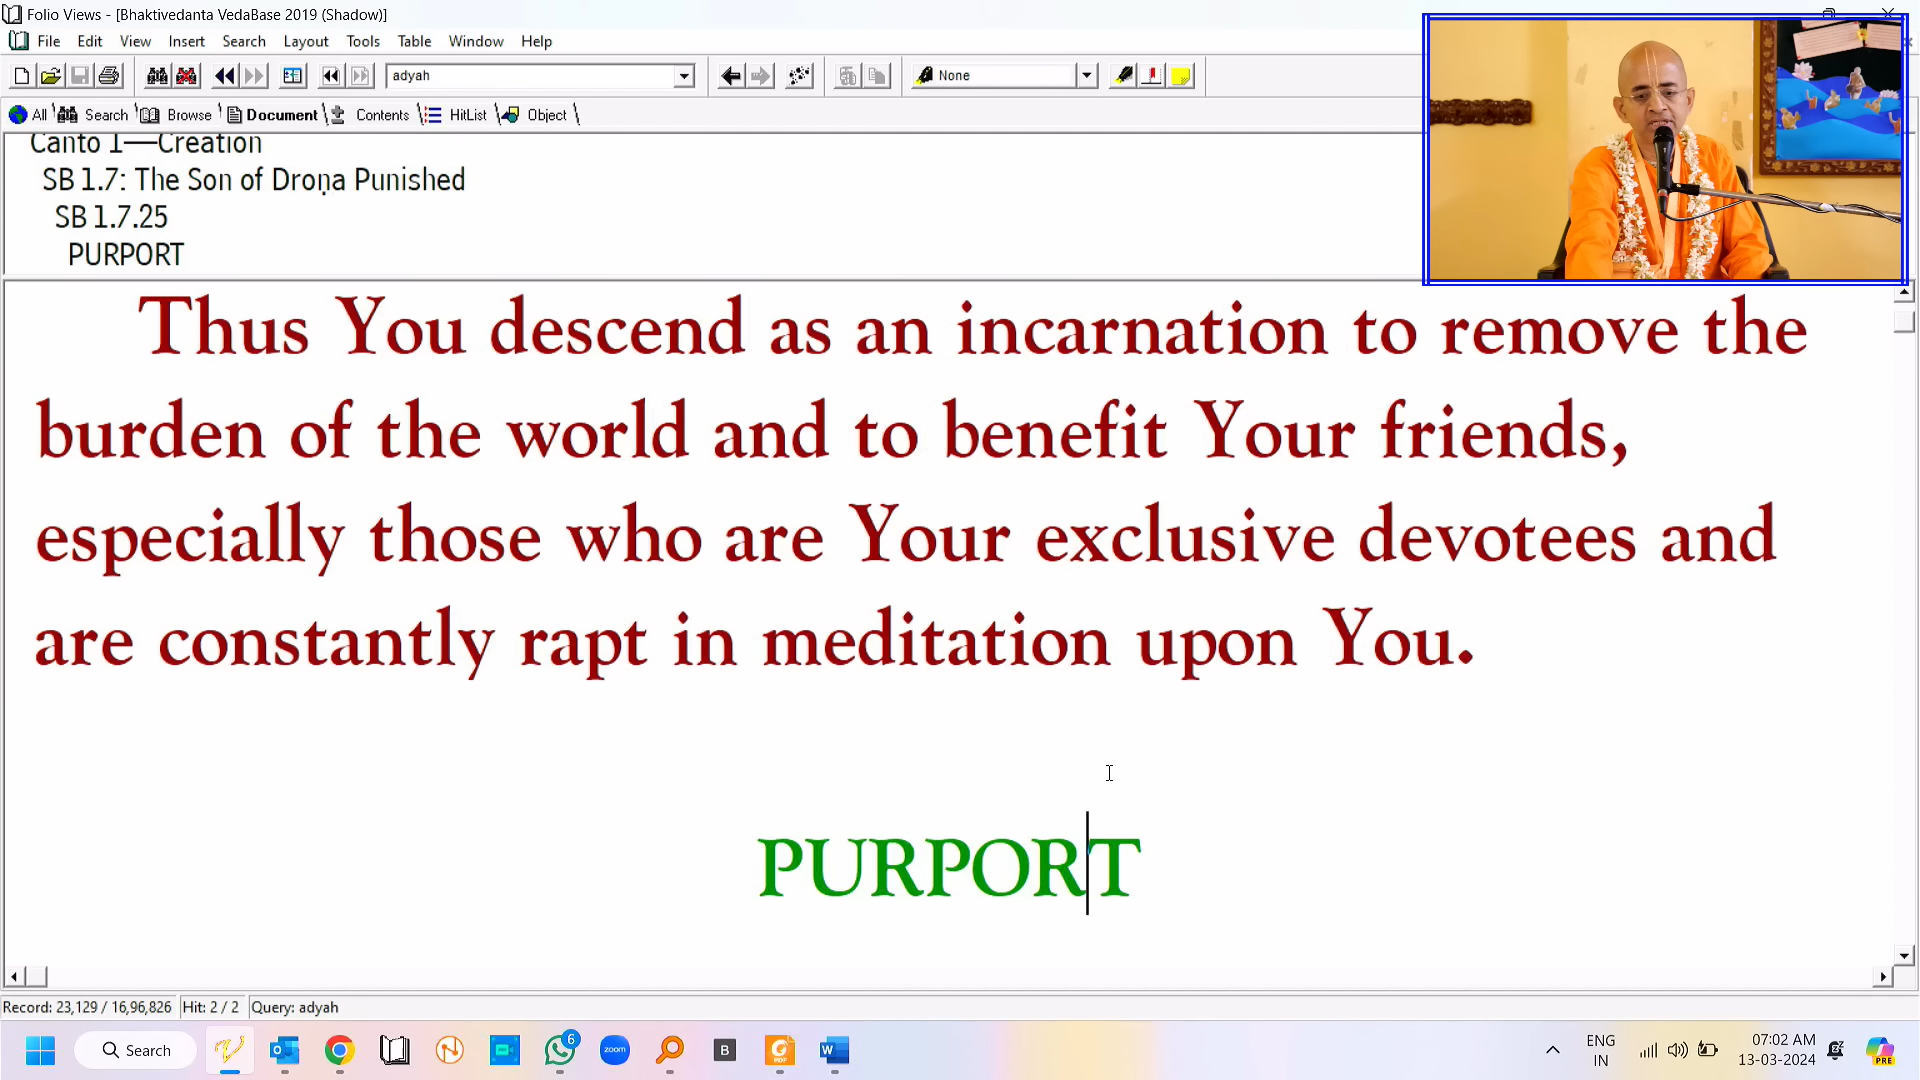 Folio Views - [Bhaktivedanta VedaBase 2019 (Shadow)]
File Edit View Insert Search Layout Tools Table Window Help
adyah None
All Search Browse Document Contents HitList Object
Canto 1—Creation
SB 1.7: The Son of Droṇa Punished
SB 1.7.25
PURPORT
Thus You descend as an incarnation to remove the
burden of the world and to benefit Your friends,
especially those who are Your exclusive devotees and
are constantly rapt in meditation upon You.
PURPORT
Record: 23,129 / 16,96,826 Hit: 2 / 2 Query: adyah
Search 6 zoom B PDF W ENG 07:02 AM
IN 13-03-2024 PRE